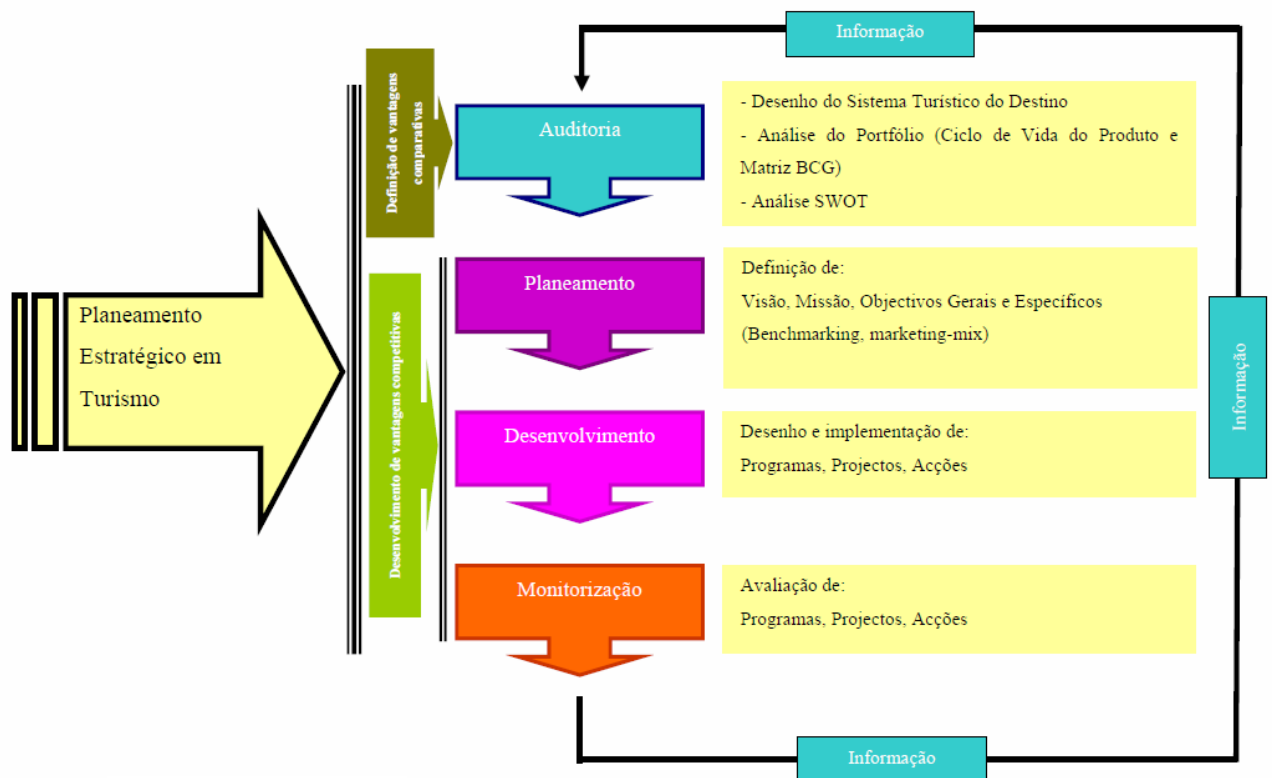 Informação
Definição de vantagens
comparativas
Auditoria
- Desenho do Sistema Turístico do Destino
- Análise do Portfólio (Ciclo de Vida do Produto e
Matriz BCG)
- Análise SWOT
Planeamento
Estratégico em
Turismo
Desenvolvimento de vantagens competitivas
Planeamento
Definição de:
Visão, Missão, Objectivos Gerais e Específicos
(Benchmarking, marketing-mix)
Informação
Desenvolvimento
Desenho e implementação de:
Programas, Projectos, Acções
Monitorização
Avaliação de:
Programas, Projectos, Acções
Informação